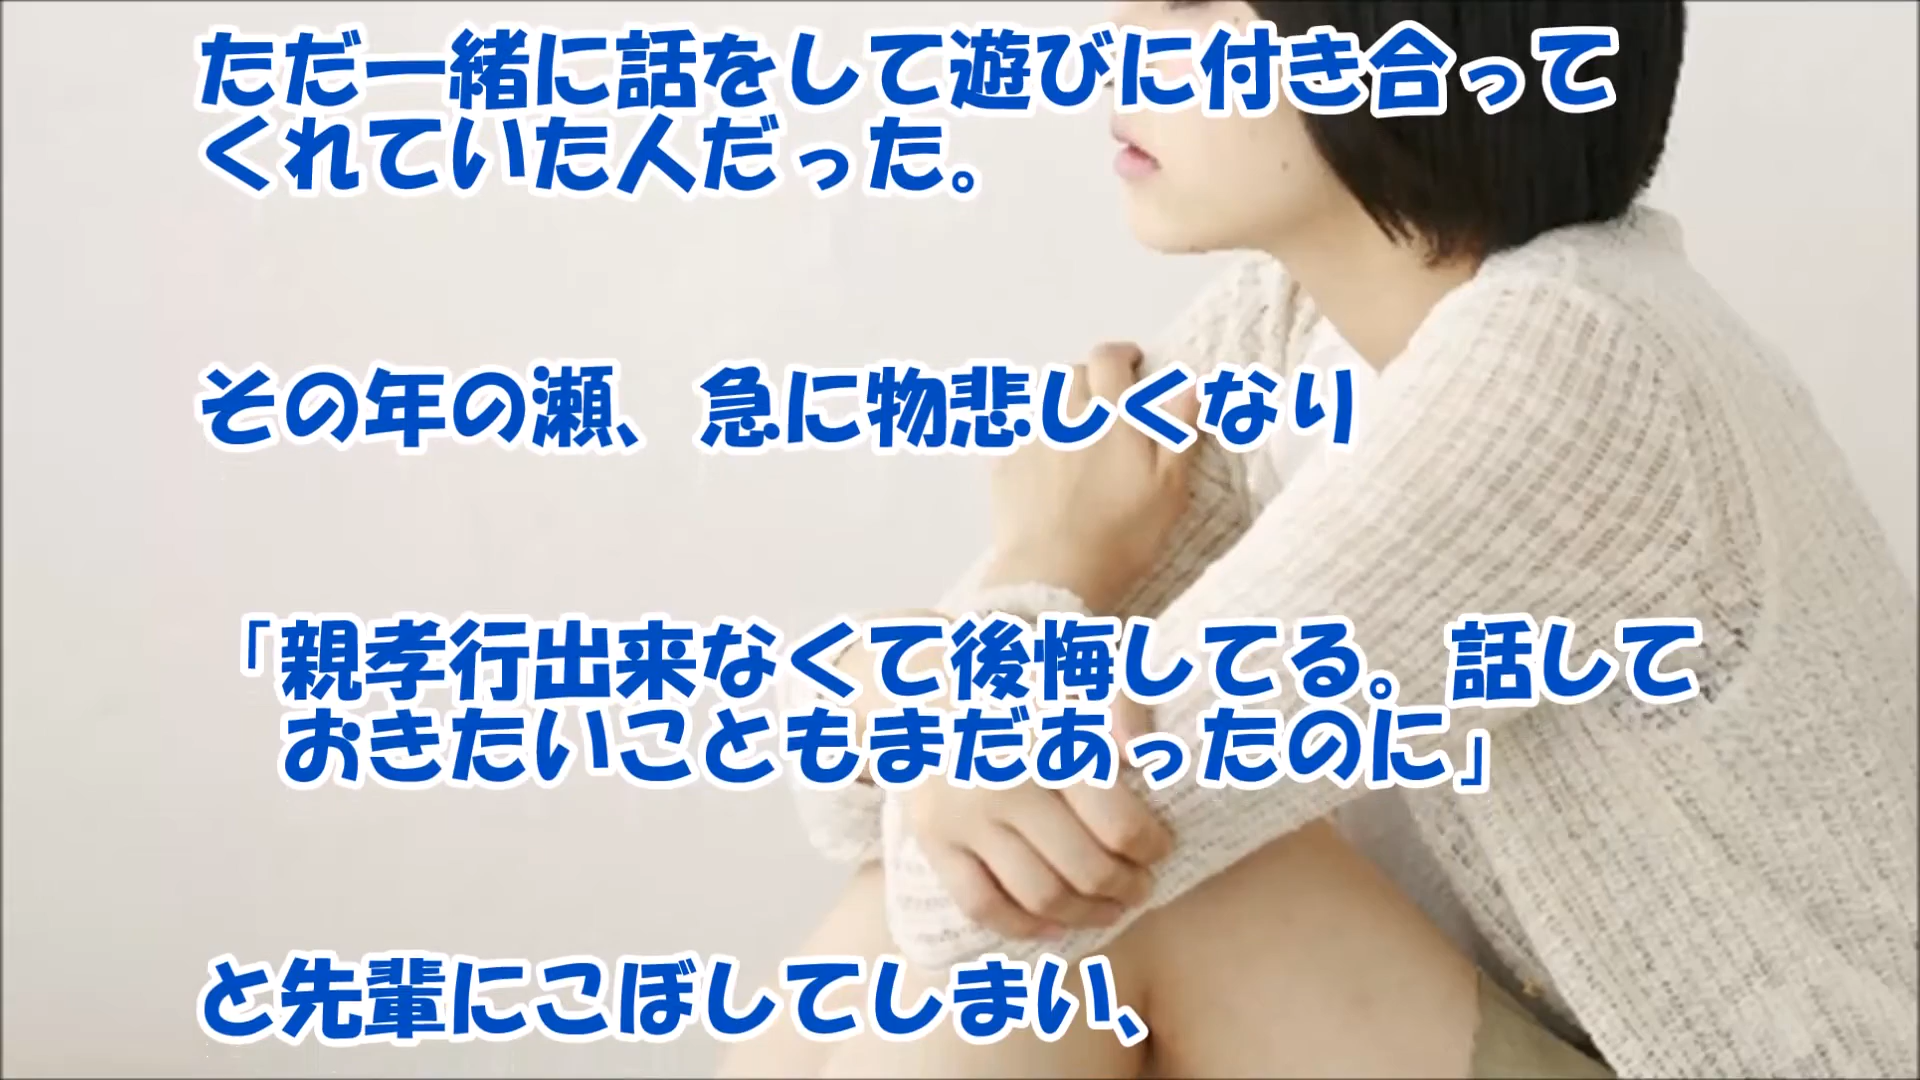 ただ一緒に話をして遊びに付き合って
くれていた人だった。
その年の瀬、急に物悲しくなり
「親孝行出来なくて後悔してる。話して
おきたいこともまだあったのに」
と先輩にこぼしてしまい、